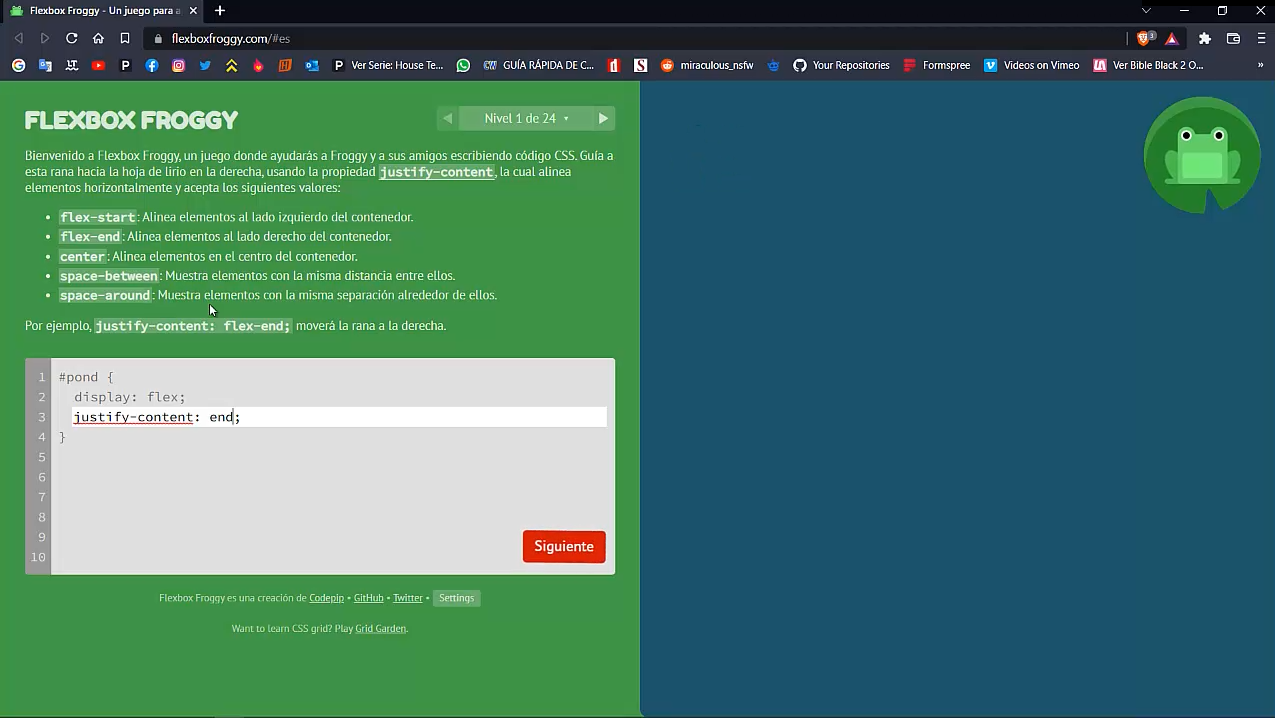 Flexbox Froggy - Un juego para a
flexboxfroggy.com/#es
3
Ver Serie: House Te...
CW GUÍA RÁPIDA DE C...
miraculous_nsfw
Your Repositories
Formspree
Videos on Vimeo
Ver Bible Black 2 O...
»
FLEXBOX FROGGY
Nivel 1 de 24
Bienvenido a Flexbox Froggy, un juego donde ayudarás a Froggy y a sus amigos escribiendo código CSS. Guía a
esta rana hacia la hoja de lirio en la derecha, usando la propiedad justify-content, la cual alinea
elementos horizontalmente y acepta los siguientes valores:
• flex-start: Alinea elementos al lado izquierdo del contenedor.
• flex-end: Alinea elementos al lado derecho del contenedor.
• center: Alinea elementos en el centro del contenedor.
• space-between: Muestra elementos con la misma distancia entre ellos.
• space-around: Muestra elementos con la misma separación alrededor de ellos.
Por ejemplo, justify-content: flex-end; moverá la rana a la derecha.
1 #pond {
2 display: flex;
3 justify-content: end;
4 }
5
6
7
8
9
10
Siguiente
Flexbox Froggy es una creación de Codepip • GitHub • Twitter • Settings
Want to learn CSS grid? Play Grid Garden.